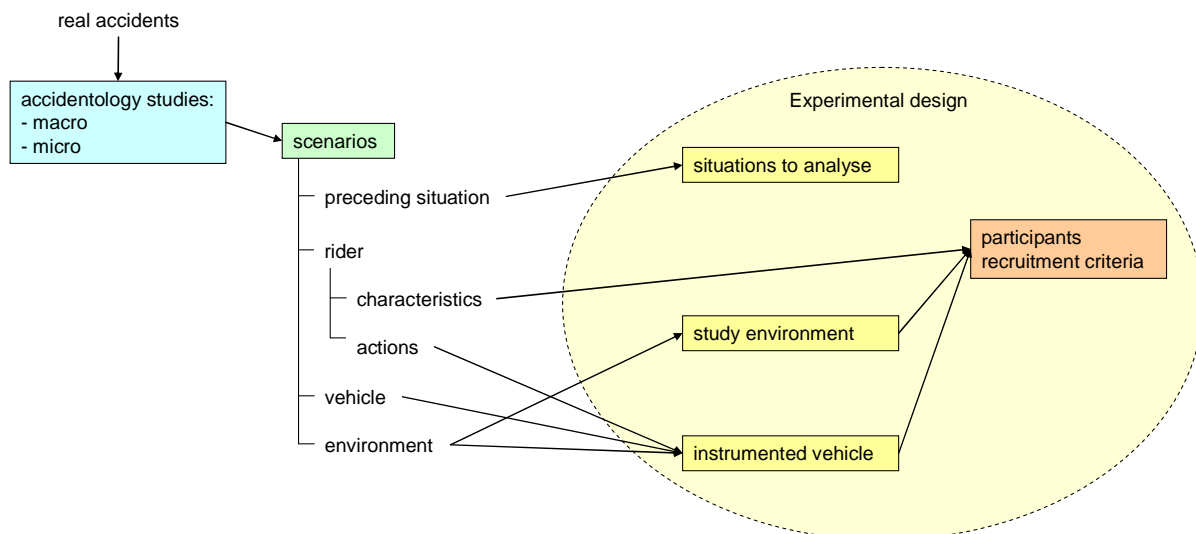 real accidents
accidentology studies:
- macro
- micro
Experimental design
scenarios
situations to analyse
preceding situation
participants
recruitment criteria
rider
characteristics
study environment
actions
vehicle
environment
instrumented vehicle